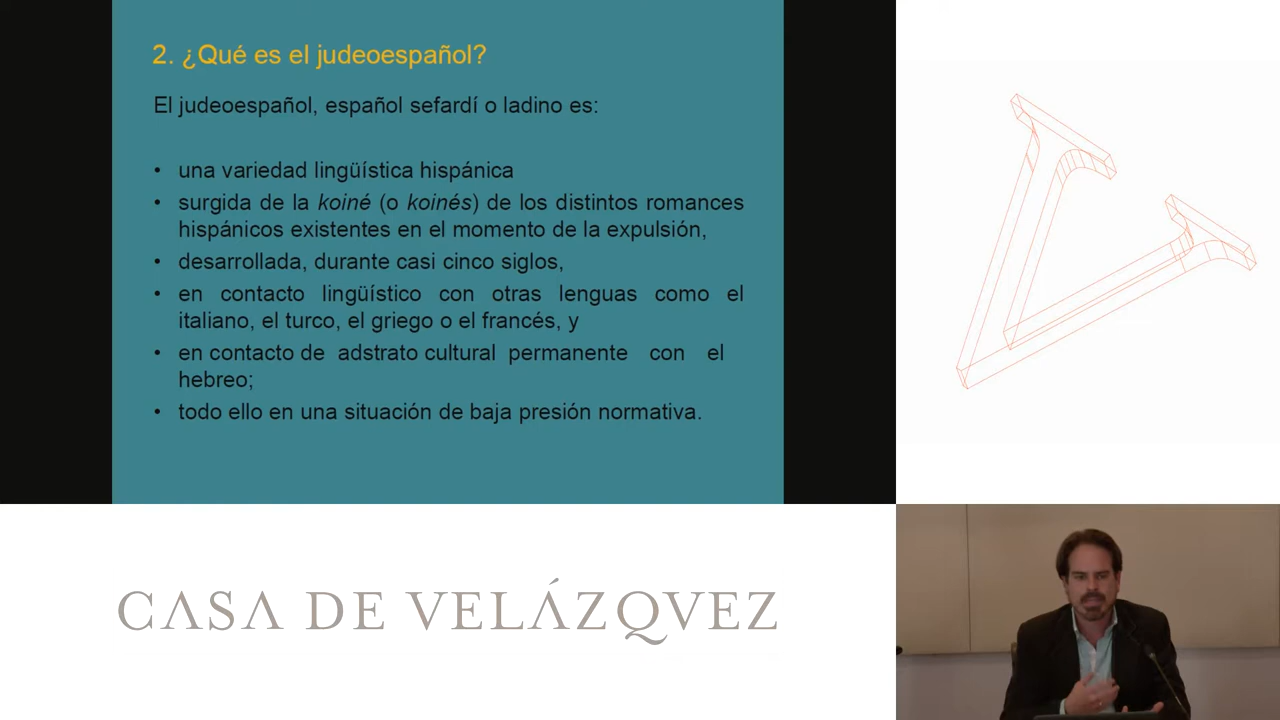 2. ¿Qué es el judeoespañol?
El judeoespañol, español sefardí o ladino es:
• una variedad lingüística hispánica
• surgida de la koiné (o koinés) de los distintos romances
hispánicos existentes en el momento de la expulsión,
• desarrollada, durante casi cinco siglos,
• en contacto lingüístico con otras lenguas como el
italiano, el turco, el griego o el francés, y
• en contacto de adstrato cultural permanente con el
hebreo;
• todo ello en una situación de baja presión normativa.
CASA DE VELÁZQVEZ